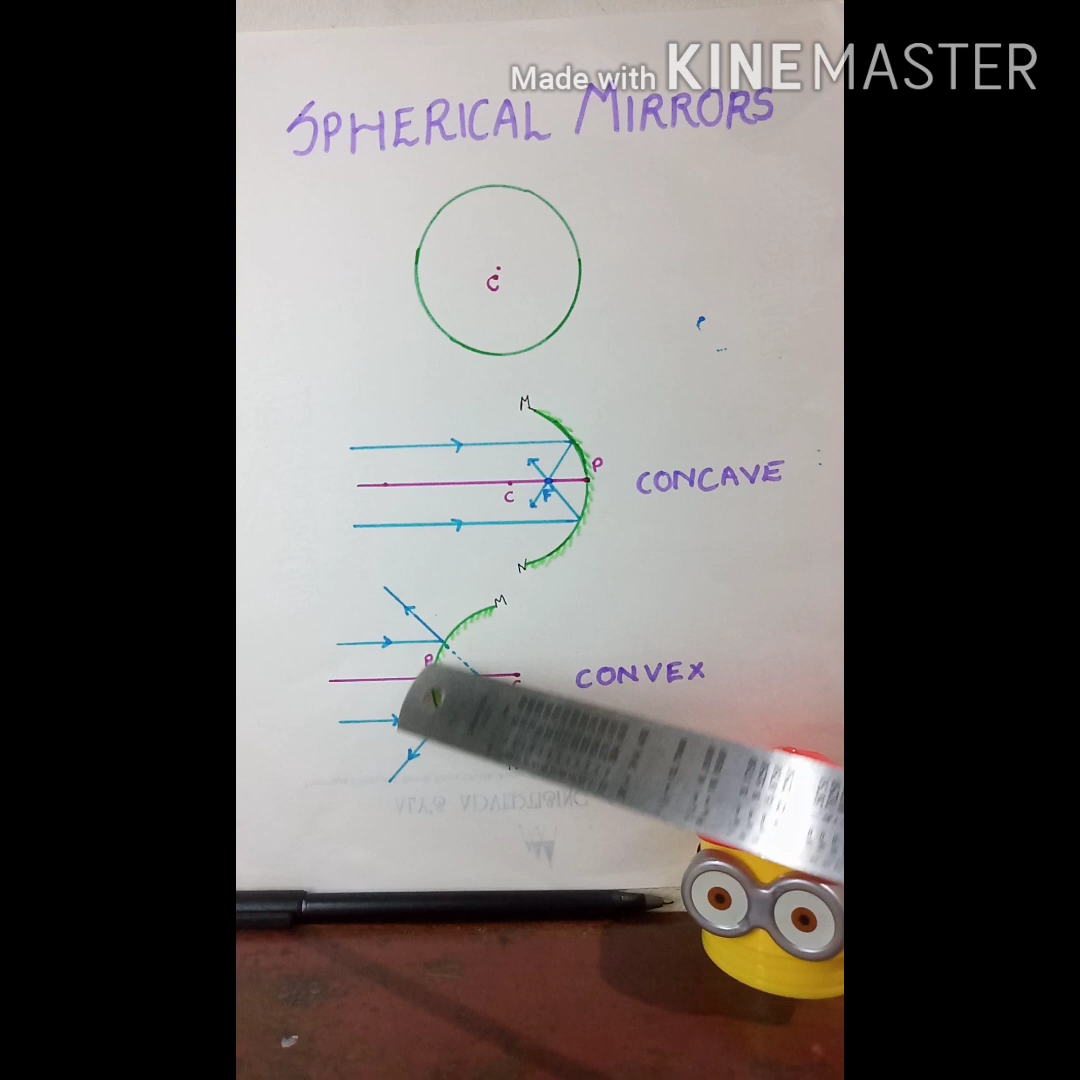 Made with KINEMASTER
SPHERICAL MIRRORS
C
M
P
CONCAVE
C
F
N
M
P
CONVEX